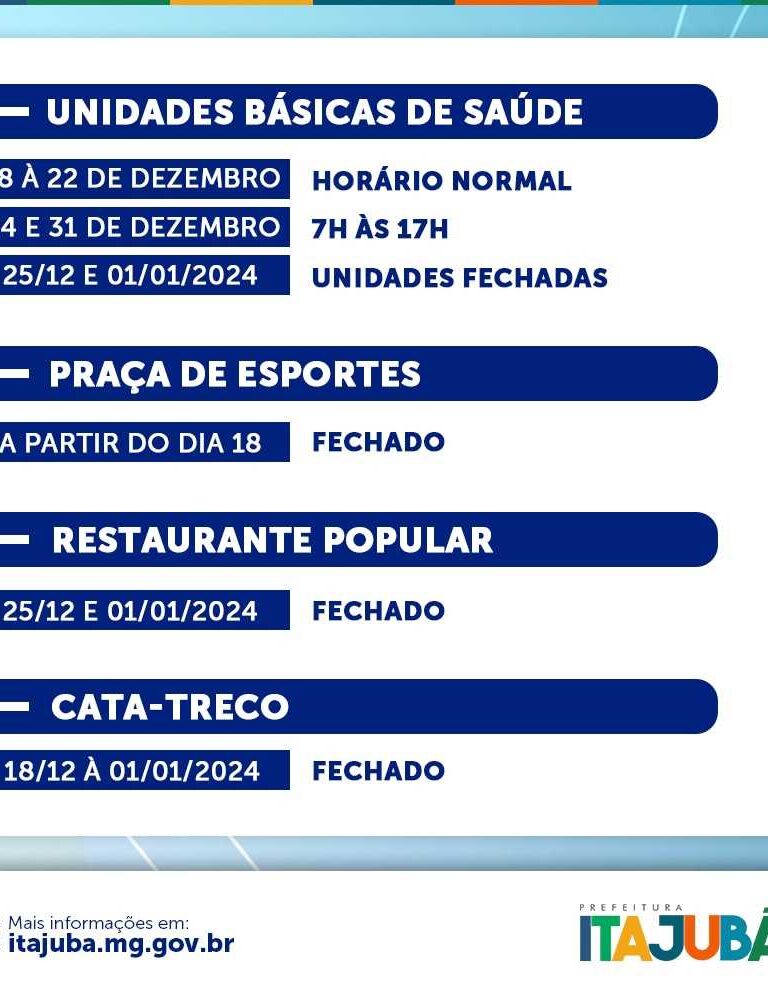 UNIDADES BÁSICAS DE SAÚDE
8 À 22 DE DEZEMBRO HORÁRIO NORMAL
4 E 31 DE DEZEMBRO 7H ÀS 17H
25/12 E 01/01/2024 UNIDADES FECHADAS
PRAÇA DE ESPORTES
A PARTIR DO DIA 18 FECHADO
RESTAURANTE POPULAR
25/12 E 01/01/2024 FECHADO
CATA-TRECO
18/12 À 01/01/2024 FECHADO
Mais informações em:
itajuba.mg.gov.br
PREFEITURA
ITAJUBÁ